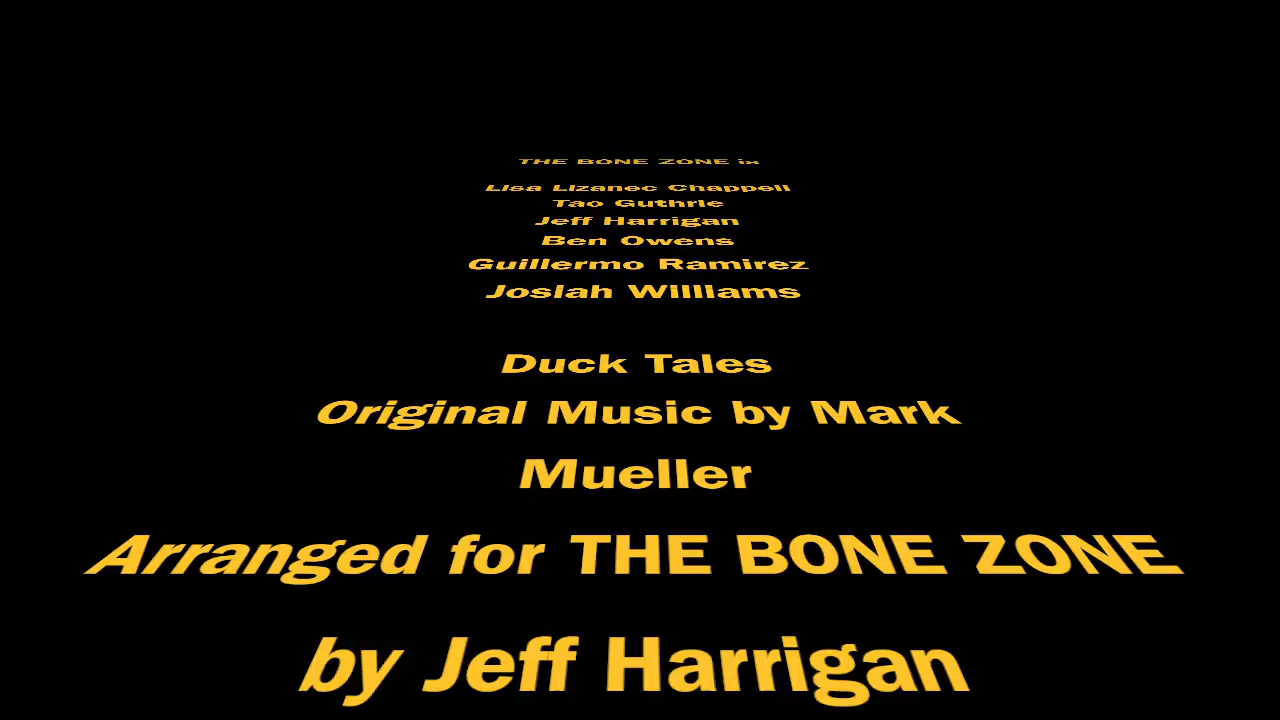 THE BONE ZONE in
Lisa Lizanec Chappell
Tao Guthrie
Jeff Harrigan
Ben Owens
Guillermo Ramirez
Josiah Williams
Duck Tales
Original Music by Mark
Mueller
Arranged for THE BONE ZONE
by Jeff Harrigan